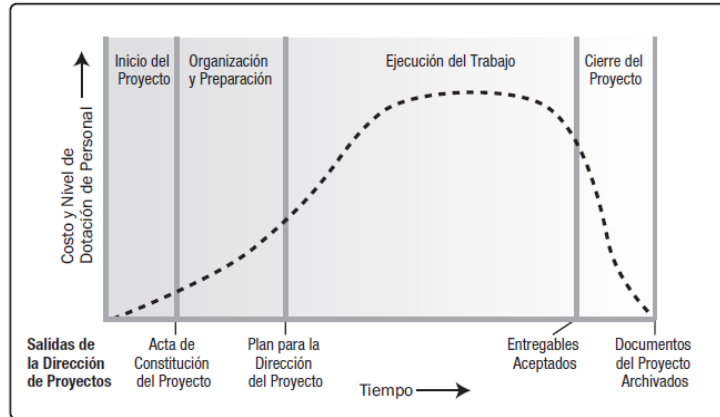 Inicio del
Proyecto
Organización
y Preparación
Ejecución del Trabajo
Cierre del
Proyecto
Costo y Nivel de
Dotación de Personal
Salidas de
la Dirección
de Proyectos
Acta de
Constitución
del Proyecto
Plan para la
Dirección
del Proyecto
Tiempo
Entregables
Aceptados
Documentos
del Proyecto
Archivados